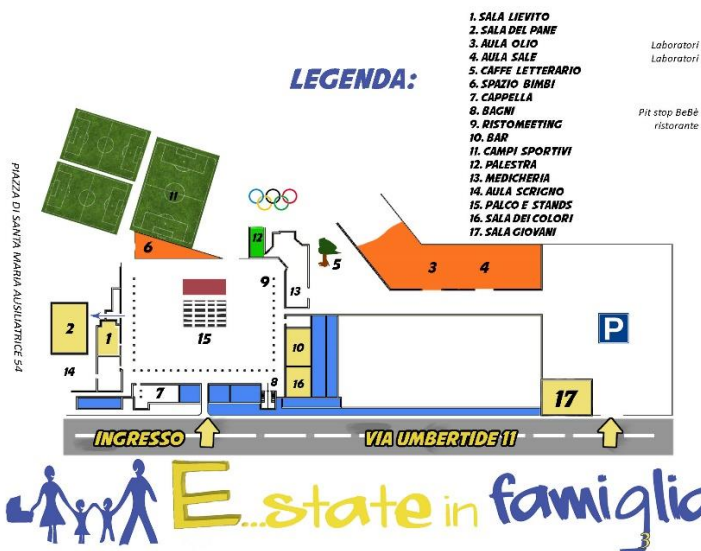 LEGENDA:
1. SALA LIEVITO
2. SALA DEL PANE
3. AULA OLIO
4. AULA SALE
5. CAFFE LETTERARIO
6. SPAZIO BIMBI
7. CAPPELLA
8. BAGNI
9. RISTOMEETING
10. BAR
11. CAMPI SPORTIVI
12. PALESTRA
13. MEDICHERIA
14. AULA SCRIGNO
15. PALCO E STANDS
16. SALA DEI COLORI
17. SALA GIOVANI
Laboratori
Laboratori
Pit stop BeBè
ristorante
PIAZZA DI SANTA MARIA AUSILIATRICE 54
11
12
6
5
3
4
9
13
P
2
1
15
10
14
7
8
16
17
INGRESSO
VIA UMBERTIDE 11
E...state in famiglia
3